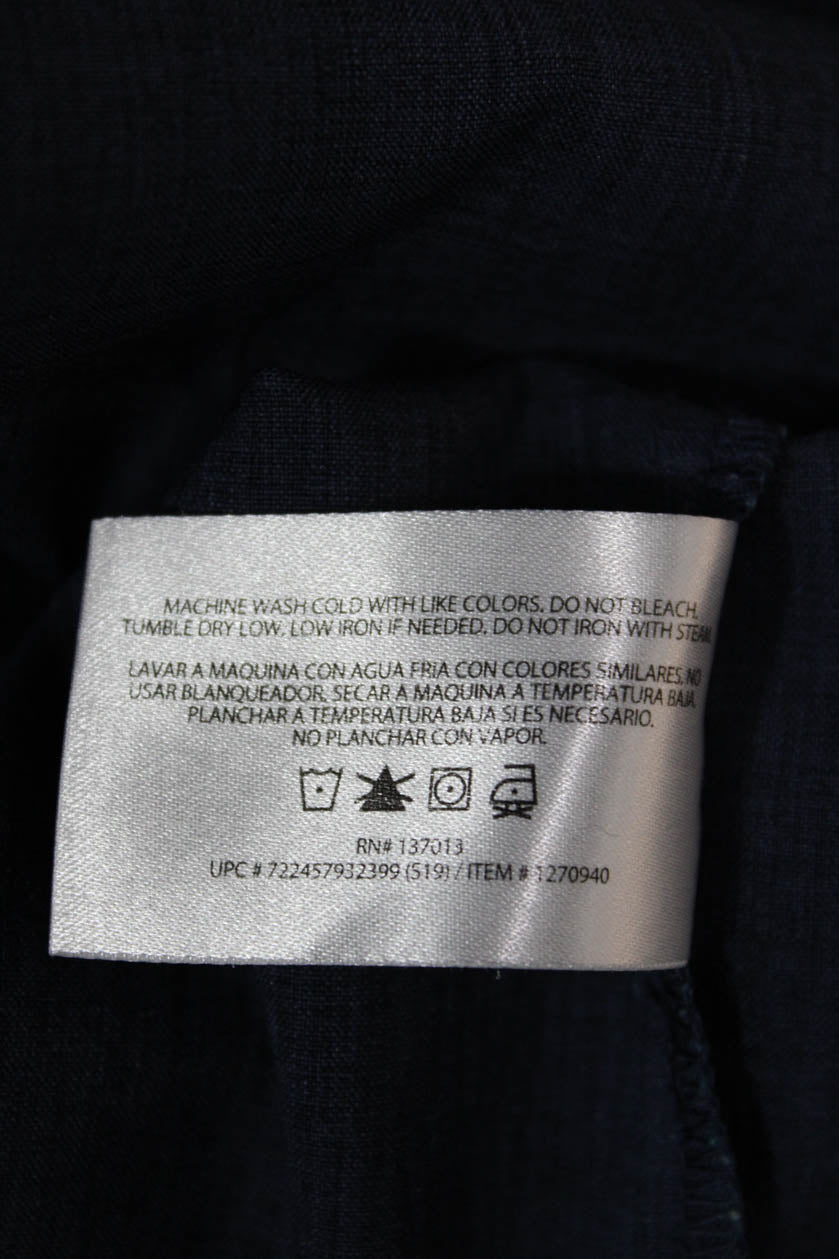 MACHINE WASH COLD WITH LIKE COLORS. DO NOT BLEACH.
TUMBLE DRY LOW. LOW IRON IF NEEDED. DO NOT IRON WITH STEAM.
LAVAR A MAQUINA CON AGUA FRIA CON COLORES SIMILARES, NO
USAR BLANQUEADOR. SECAR A MAQUINA A TEMPERATURA BAJA.
PLANCHAR A TEMPERATURA BAJA SI ES NECESARIO.
NO PLANCHAR CON VAPOR.
RN# 137013
UPC # 722457932399 (519) / ITEM # 1270940